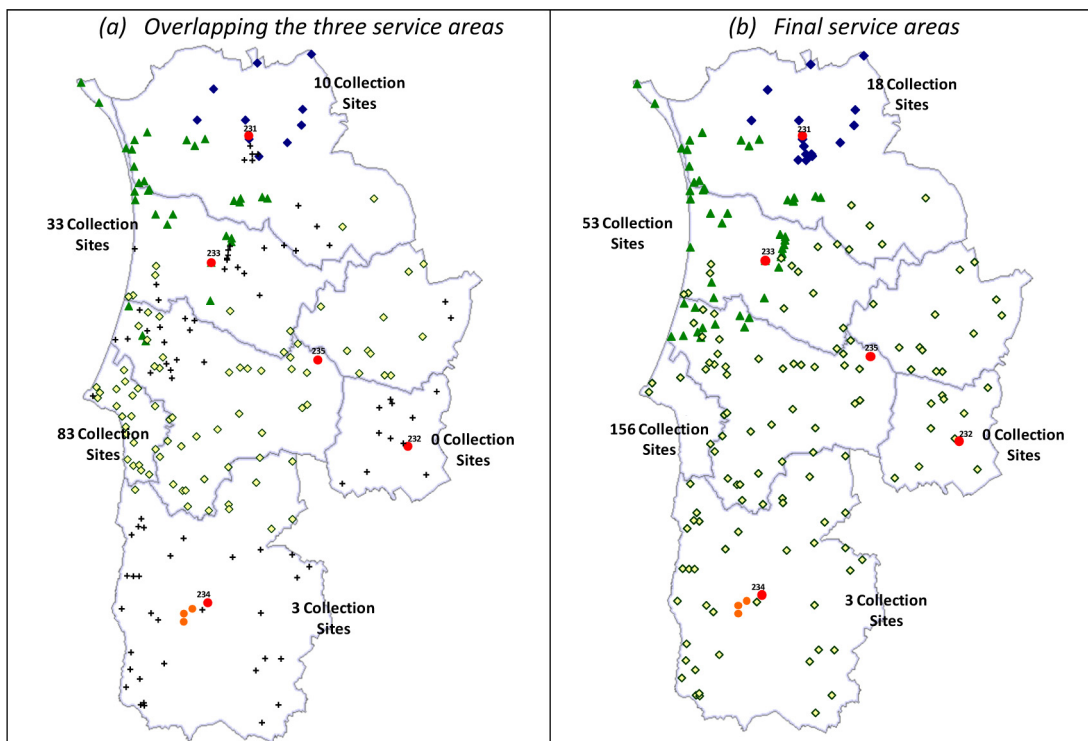 (a) Overlapping the three service areas
10 Collection
Sites
231
33 Collection
Sites
233
235
83 Collection
Sites
232
0 Collection
Sites
234
3 Collection
Sites
(b) Final service areas
18 Collection
Sites
231
53 Collection
Sites
233
235
156 Collection
Sites
232
0 Collection
Sites
234
3 Collection
Sites